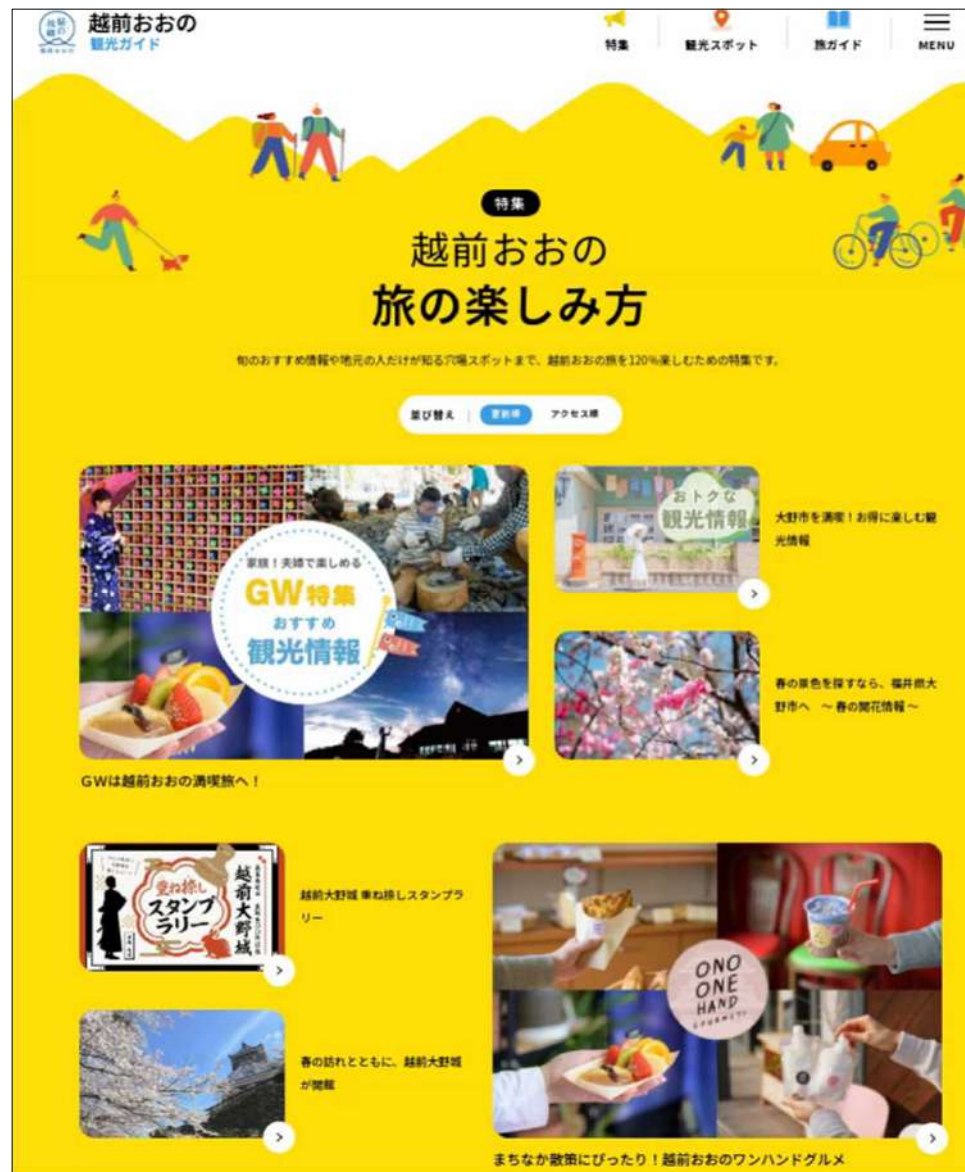 越前おおの
観光ガイド
特集
観光スポット
旅ガイド
MENU
特集
越前おおの
旅の楽しみ方
旬のおすすめ情報や地元の人だけが知る穴場スポットまで、越前おおの旅を120%楽しむための特集です。
並び替え
更新順
アクセス順
家族！夫婦で楽しめる
GW特集
おすすめ
観光情報
GWは越前おおの満喫旅へ！
おトクな
観光情報
大野市を満喫！お得に楽しむ観
光情報
春の景色を探すなら、福井県大
野市へ　～春の開花情報～
重ね捺し
スタンプ
ラリー
越前大野城
越前大野城 重ね捺しスタンプラ
リー
春の訪れとともに、越前大野城
が開館
ONO
ONE
HAND
GOURMET
まちなか散策にぴったり！越前おおのワンハンドグルメ